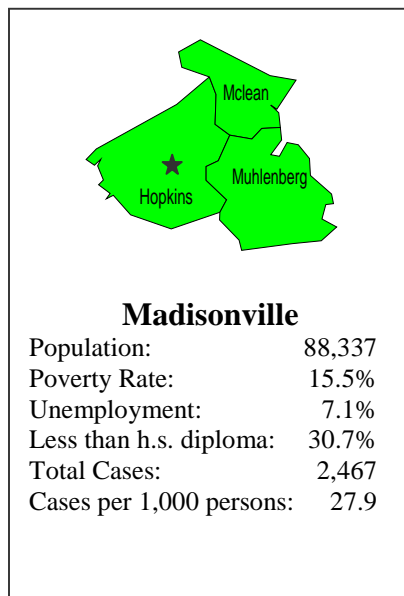 Mclean
Muhlenberg
Hopkins
Madisonville
Population: 88,337
Poverty Rate: 15.5%
Unemployment: 7.1%
Less than h.s. diploma: 30.7%
Total Cases: 2,467
Cases per 1,000 persons: 27.9